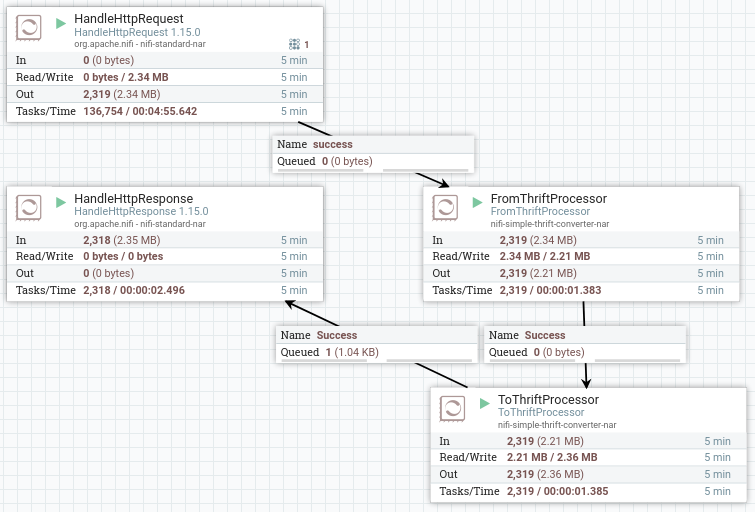 HandleHttpRequest
HandleHttpRequest 1.15.0
org.apache.nifi - nifi-standard-nar
1
In 0 (0 bytes) 5 min
Read/Write 0 bytes / 2.34 MB 5 min
Out 2,319 (2.34 MB) 5 min
Tasks/Time 136,754 / 00:04:55.642 5 min
Name success
Queued 0 (0 bytes)
HandleHttpResponse
HandleHttpResponse 1.15.0
org.apache.nifi - nifi-standard-nar
In 2,318 (2.35 MB) 5 min
Read/Write 0 bytes / 0 bytes 5 min
Out 0 (0 bytes) 5 min
Tasks/Time 2,318 / 00:00:02.496 5 min
FromThriftProcessor
FromThriftProcessor
nifi-simple-thrift-converter-nar
In 2,319 (2.34 MB) 5 min
Read/Write 2.34 MB / 2.21 MB 5 min
Out 2,319 (2.21 MB) 5 min
Tasks/Time 2,319 / 00:00:01.383 5 min
Name Success
Queued 1 (1.04 KB)
Name Success
Queued 0 (0 bytes)
ToThriftProcessor
ToThriftProcessor
nifi-simple-thrift-converter-nar
In 2,319 (2.21 MB) 5 min
Read/Write 2.21 MB / 2.36 MB 5 min
Out 2,319 (2.36 MB) 5 min
Tasks/Time 2,319 / 00:00:01.385 5 min